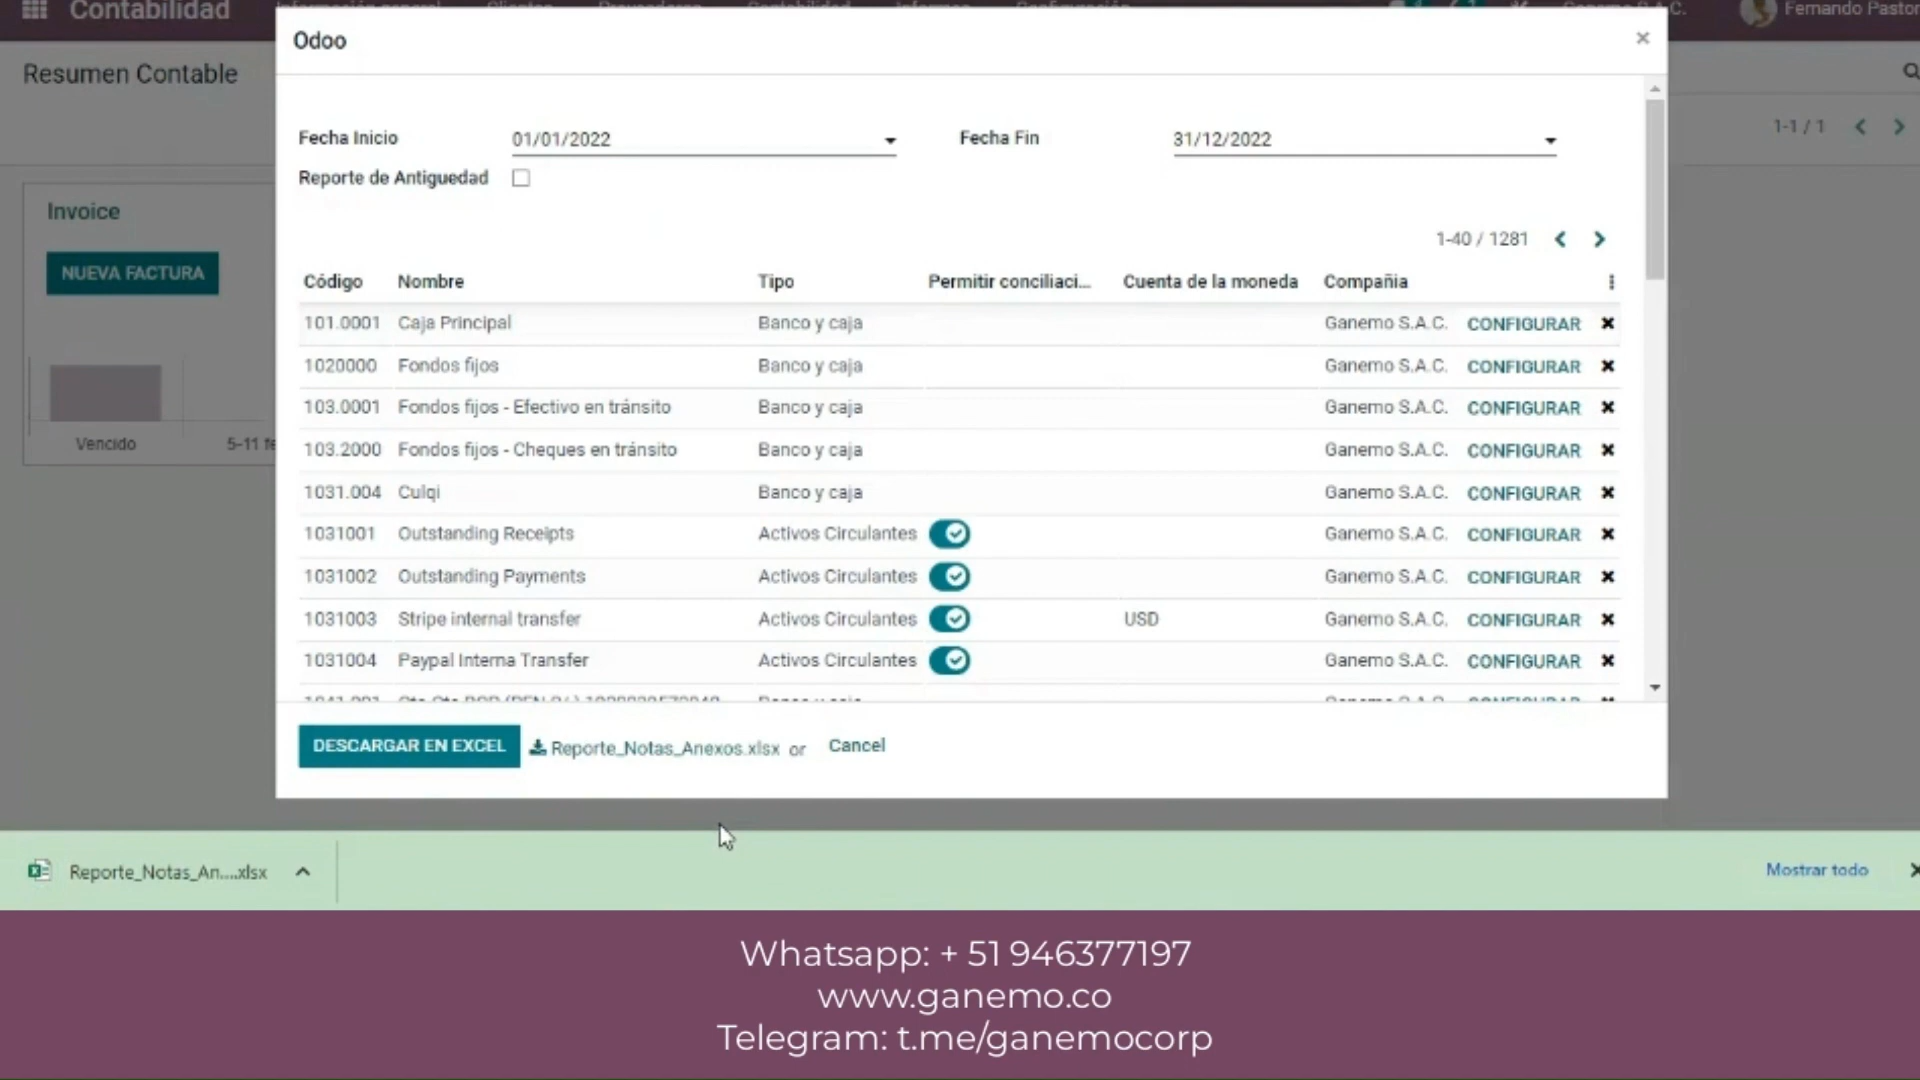 Contabilidad
Fernando Pastor
Odoo
×
Resumen Contable
Fecha Inicio 01/01/2022 Fecha Fin 31/12/2022
1-1 / 1
Reporte de Antiguedad
Invoice
1-40 / 1281
NUEVA FACTURA
Código Nombre Tipo Permitir conciliaci... Cuenta de la moneda Compañia
101.0001 Caja Principal Banco y caja Ganemo S.A.C. CONFIGURAR
1020000 Fondos fijos Banco y caja Ganemo S.A.C. CONFIGURAR
103.0001 Fondos fijos - Efectivo en tránsito Banco y caja Ganemo S.A.C. CONFIGURAR
103.2000 Fondos fijos - Cheques en tránsito Banco y caja Ganemo S.A.C. CONFIGURAR
Vencido 5-11 fe
1031.004 Culqi Banco y caja Ganemo S.A.C. CONFIGURAR
1031001 Outstanding Receipts Activos Circulantes Ganemo S.A.C. CONFIGURAR
1031002 Outstanding Payments Activos Circulantes Ganemo S.A.C. CONFIGURAR
1031003 Stripe internal transfer Activos Circulantes USD Ganemo S.A.C. CONFIGURAR
1031004 Paypal Interna Transfer Activos Circulantes Ganemo S.A.C. CONFIGURAR
DESCARGAR EN EXCEL Reporte_Notas_Anexos.xlsx or Cancel
Reporte_Notas_An....xlsx Mostrar todo
Whatsapp: + 51 946377197
www.ganemo.co
Telegram: t.me/ganemocorp